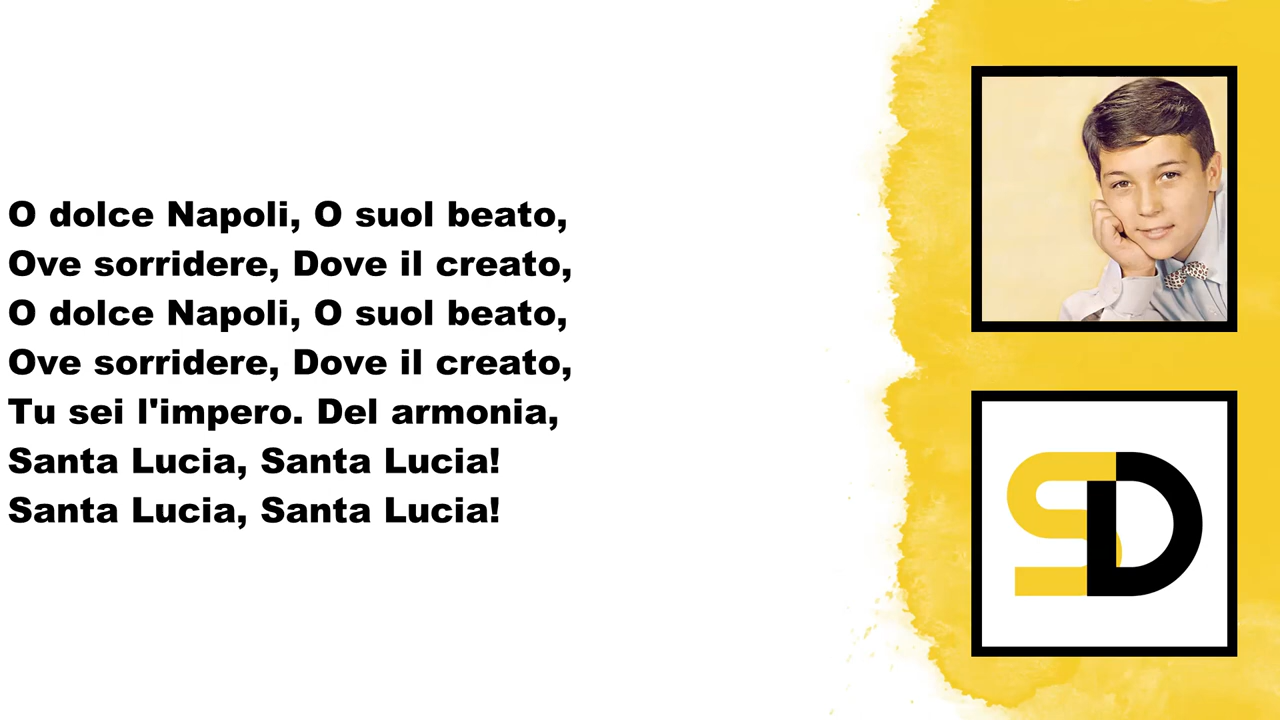 O dolce Napoli, O suol beato,
Ove sorridere, Dove il creato,
O dolce Napoli, O suol beato,
Ove sorridere, Dove il creato,
Tu sei l'impero. Del armonia,
Santa Lucia, Santa Lucia!
Santa Lucia, Santa Lucia!
SD